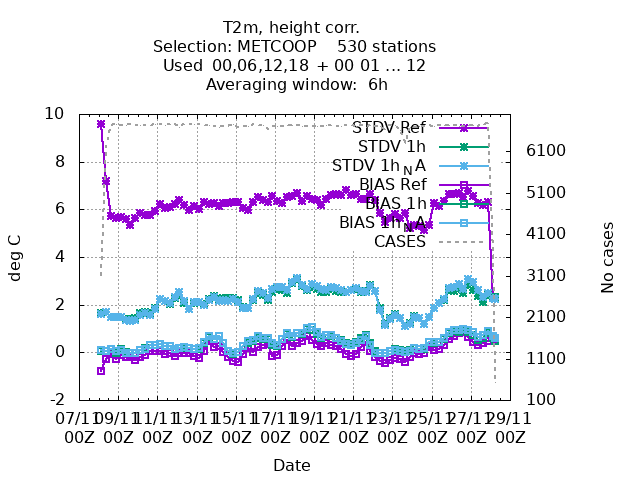 T2m, height corr.
Selection: METCOOP 530 stations
Used 00,06,12,18 + 00 01 ... 12
Averaging window: 6h
10
8
6
4
2
0
-2
deg C
STDV Ref
STDV 1h
STDV 1h_NA
BIAS Ref
BIAS 1h
BIAS 1h_NA
CASES
6100
5100
4100
3100
2100
1100
100
No cases
07/11 09/11 11/11 13/11 15/11 17/11 19/11 21/11 23/11 25/11 27/11 29/11
00Z 00Z 00Z 00Z 00Z 00Z 00Z 00Z 00Z 00Z 00Z 00Z
Date